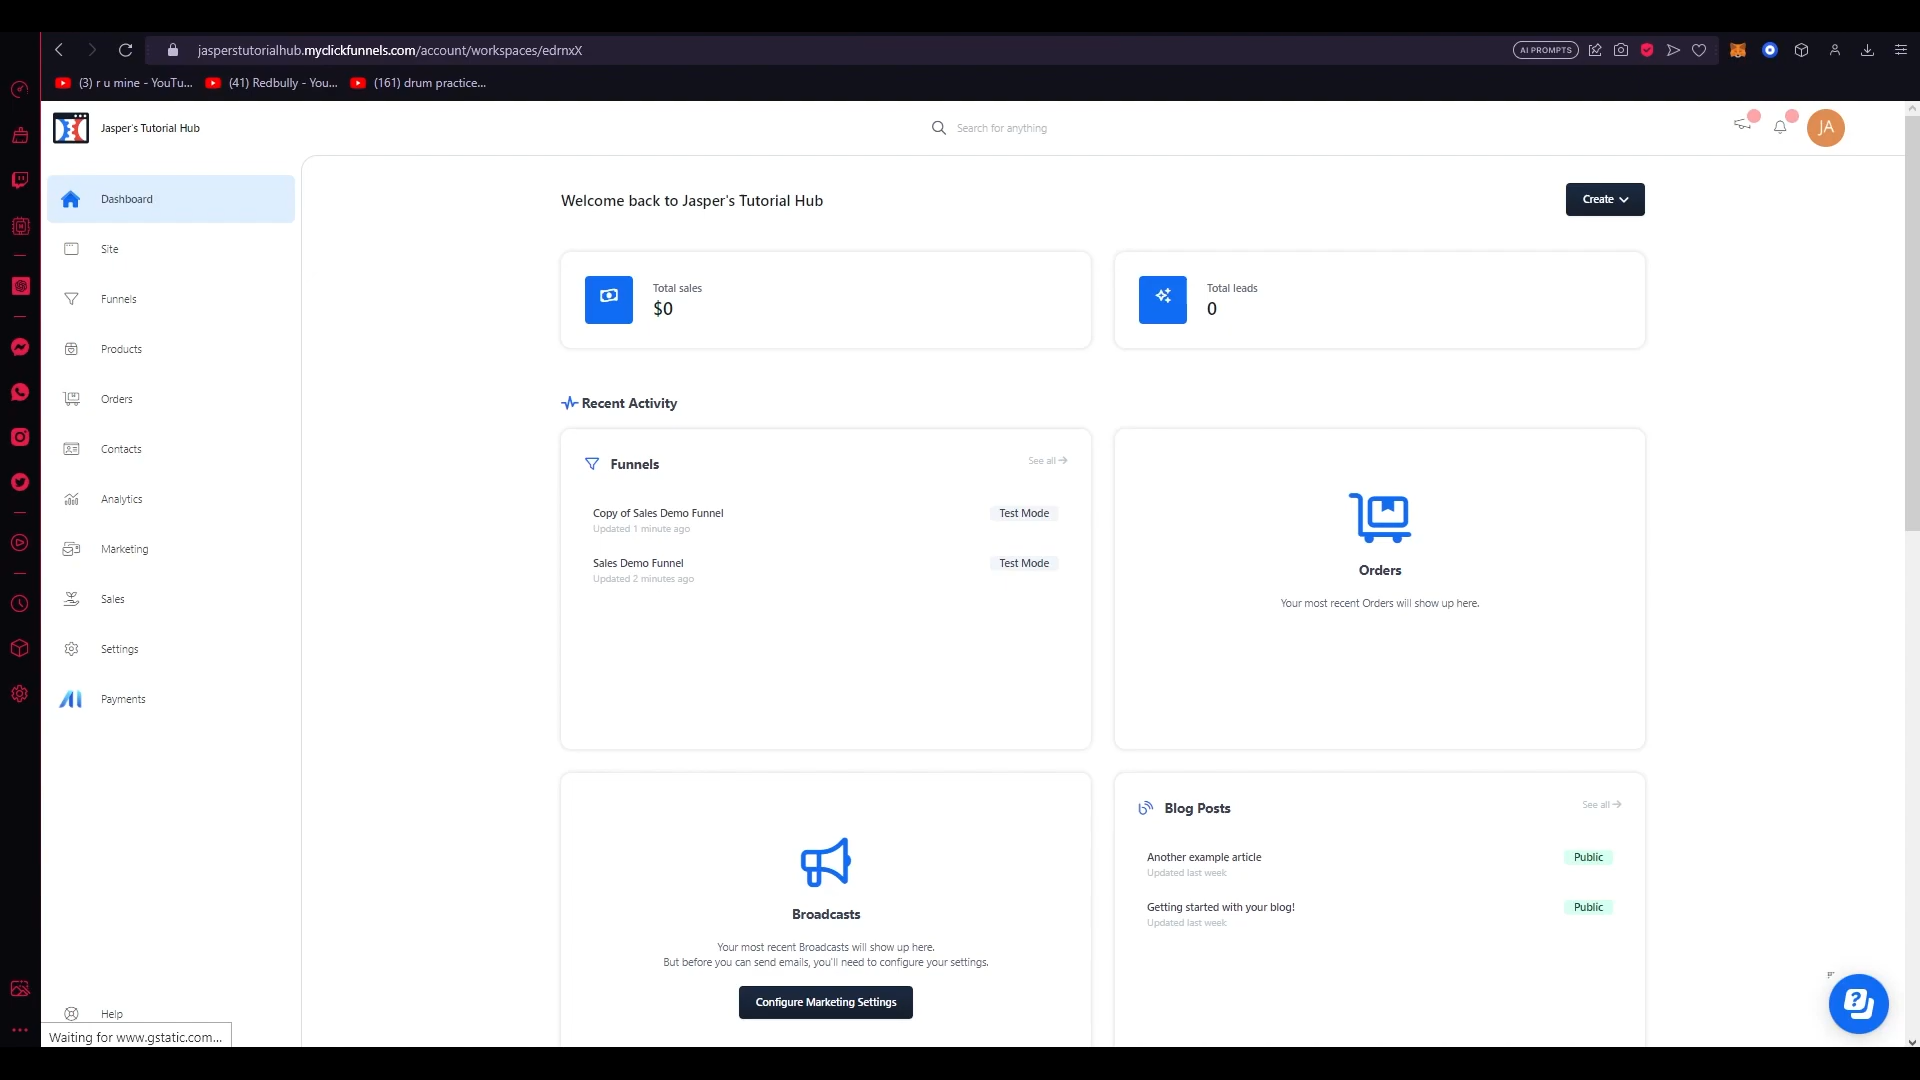 jasperstutorialhub.myclickfunnels.com/account/workspaces/edrnxX
AI PROMPTS
(3) r u mine - YouTu...
(41) Redbully - You...
(161) drum practice...
Jasper's Tutorial Hub
Search for anything
JA
Dashboard
Site
Funnels
Products
Orders
Contacts
Analytics
Marketing
Sales
Settings
Payments
Help
Waiting for www.gstatic.com...
Welcome back to Jasper's Tutorial Hub
Create
Total sales
$0
Total leads
0
Recent Activity
Funnels
See all
Copy of Sales Demo Funnel
Test Mode
Updated 1 minute ago
Sales Demo Funnel
Test Mode
Updated 2 minutes ago
Orders
Your most recent Orders will show up here.
Broadcasts
Your most recent Broadcasts will show up here.
But before you can send emails, you'll need to configure your settings.
Configure Marketing Settings
Blog Posts
See all
Another example article
Public
Updated last week
Getting started with your blog!
Public
Updated last week